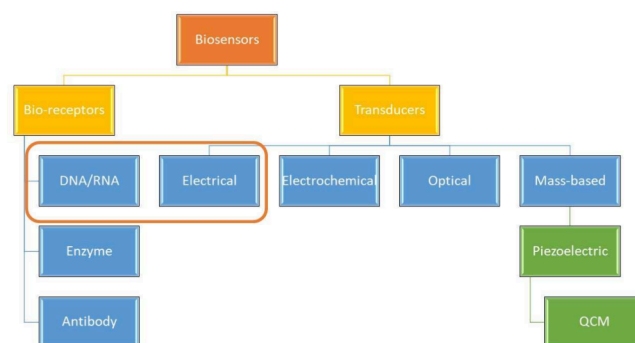 Biosensors
Bio-receptors
Transducers
DNA/RNA
Electrical
Electrochemical
Optical
Mass-based
Enzyme
Piezoelectric
Antibody
QCM